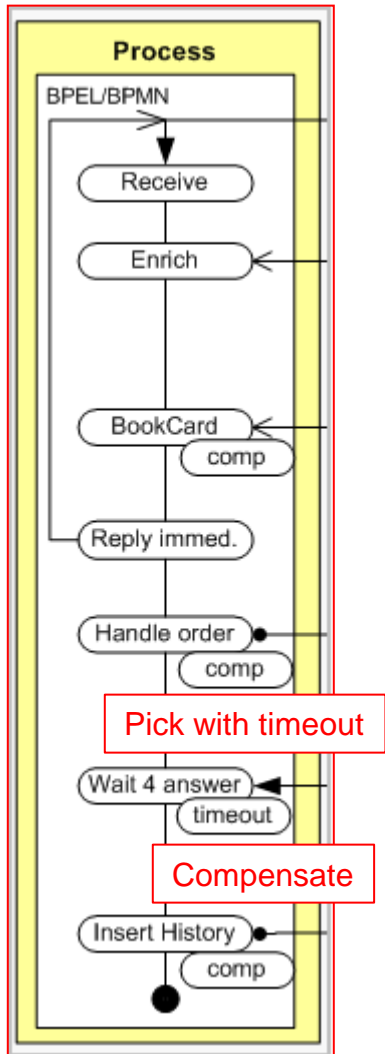 Process
BPEL/BPMN
Receive
Enrich
BookCard
comp
Reply immed.
Handle order
comp
Pick with timeout
Wait 4 answer
timeout
Compensate
Insert History
comp